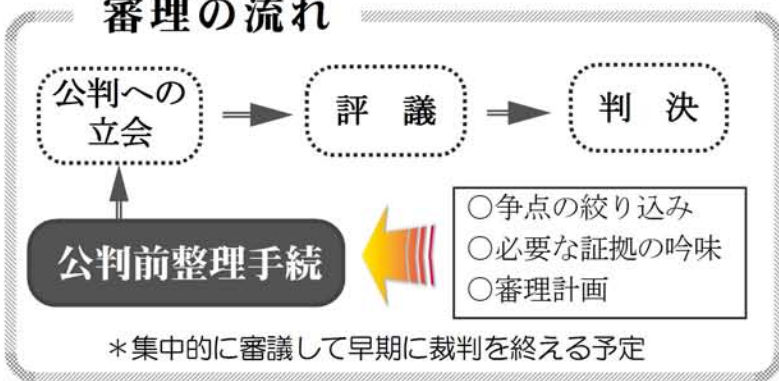 審理の流れ
公判への
立会
評 議
判 決
公判前整理手続
○争点の絞り込み
○必要な証拠の吟味
○審理計画
＊集中的に審議して早期に裁判を終える予定